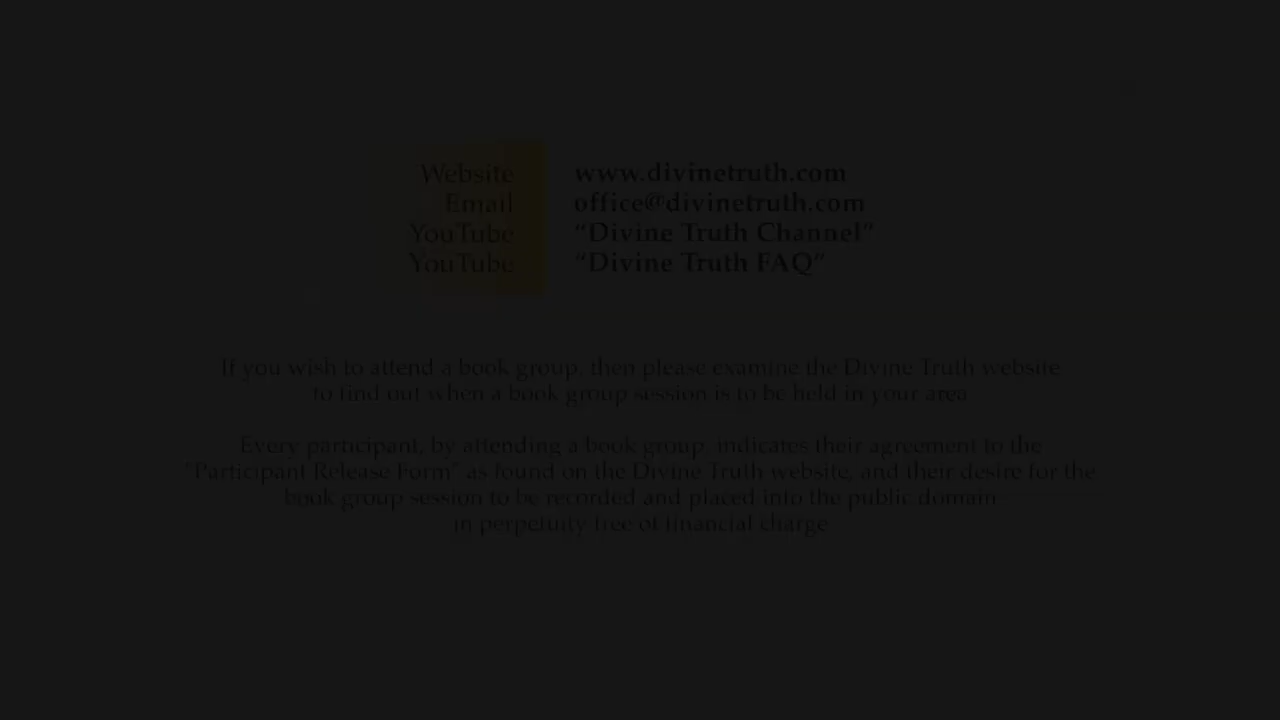 Website www.divinetruth.com
Email office@divinetruth.com
YouTube “Divine Truth Channel”
YouTube “Divine Truth FAQ”
If you wish to attend a book group, then please examine the Divine Truth website
to find out when a book group session is to be held in your area
Every participant, by attending a book group, indicates their agreement to the
“Participant Release Form” as found on the Divine Truth website, and their desire for the
book group session to be recorded and placed into the public domain
in perpetuity free of financial charge